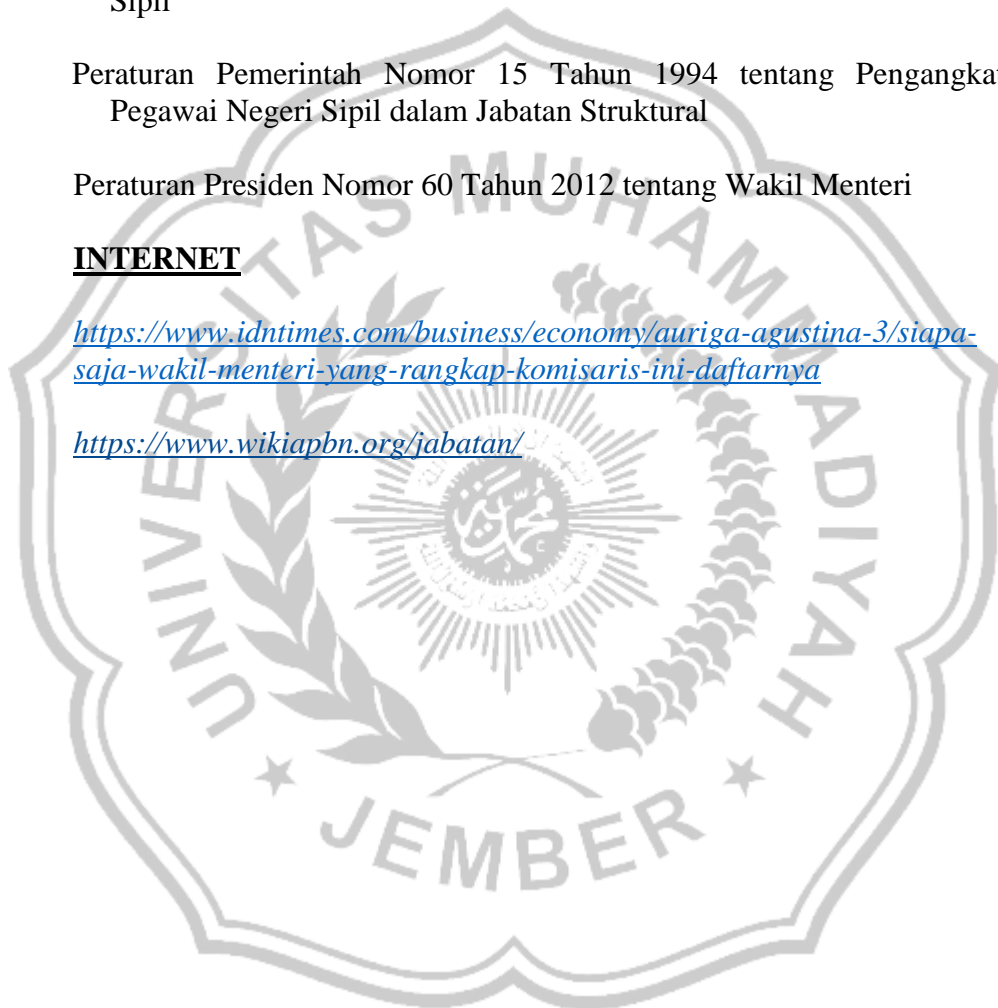 Sipil
Peraturan Pemerintah Nomor 15 Tahun 1994 tentang Pengangkat
Pegawai Negeri Sipil dalam Jabatan Struktural
Peraturan Presiden Nomor 60 Tahun 2012 tentang Wakil Menteri
INTERNET
https://www.idntimes.com/business/economy/auriga-agustina-3/siapa-
saja-wakil-menteri-yang-rangkap-komisaris-ini-daftarnya
https://www.wikiapbn.org/jabatan/
UNIVERSITAS MUHAMMADIYAH
JEMBER